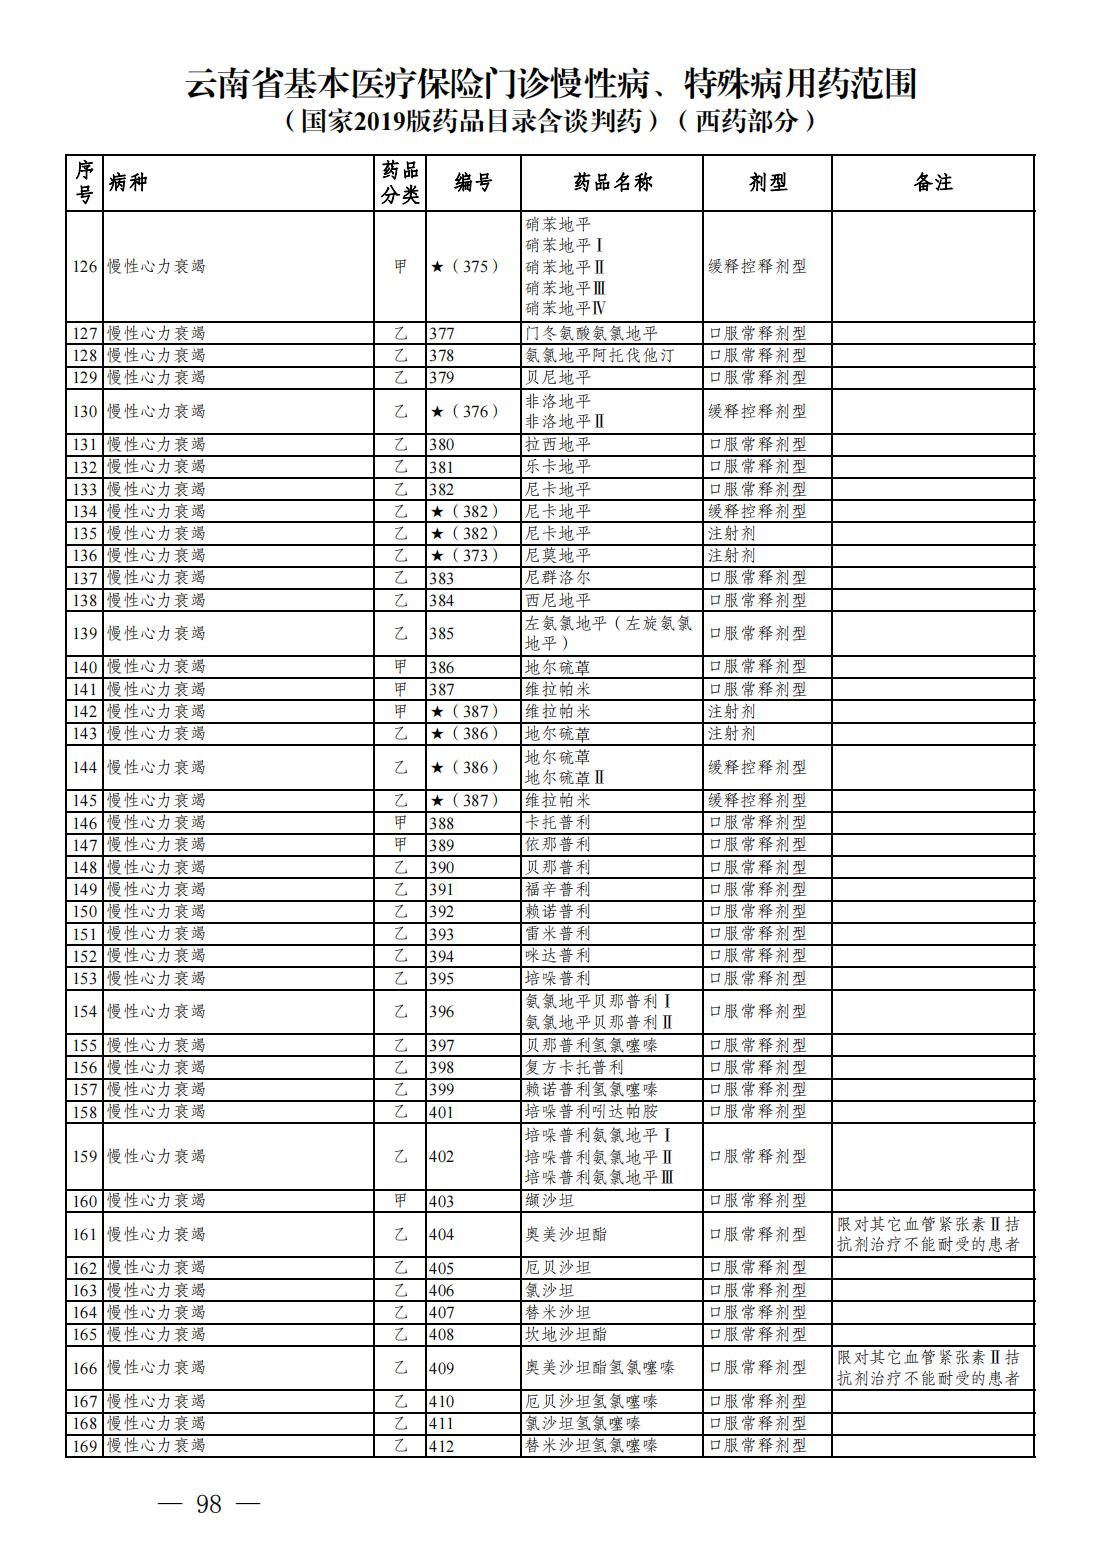 云南省基本医疗保险门诊慢性病、特殊病用药范围
（国家2019版药品目录含谈判药）（西药部分）
序号 病种 药品分类 编号 药品名称 剂型 备注
126 慢性心力衰竭 甲 ★（375） 硝苯地平 缓释控释剂型
硝苯地平Ⅰ
硝苯地平Ⅱ
硝苯地平Ⅲ
硝苯地平Ⅳ
127 慢性心力衰竭 乙 377 门冬氨酸氨氯地平 口服常释剂型
128 慢性心力衰竭 乙 378 氨氯地平阿托伐他汀 口服常释剂型
129 慢性心力衰竭 乙 379 贝尼地平 口服常释剂型
130 慢性心力衰竭 乙 ★（376） 非洛地平 缓释控释剂型
非洛地平Ⅱ
131 慢性心力衰竭 乙 380 拉西地平 口服常释剂型
132 慢性心力衰竭 乙 381 乐卡地平 口服常释剂型
133 慢性心力衰竭 乙 382 尼卡地平 口服常释剂型
134 慢性心力衰竭 乙 ★（382） 尼卡地平 缓释控释剂型
135 慢性心力衰竭 乙 ★（382） 尼卡地平 注射剂
136 慢性心力衰竭 乙 ★（373） 尼莫地平 注射剂
137 慢性心力衰竭 乙 383 尼群洛尔 口服常释剂型
138 慢性心力衰竭 乙 384 西尼地平 口服常释剂型
139 慢性心力衰竭 乙 385 左氨氯地平（左旋氨氯 口服常释剂型
地平）
140 慢性心力衰竭 甲 386 地尔硫䓬 口服常释剂型
141 慢性心力衰竭 甲 387 维拉帕米 口服常释剂型
142 慢性心力衰竭 甲 ★（387） 维拉帕米 注射剂
143 慢性心力衰竭 乙 ★（386） 地尔硫䓬 注射剂
144 慢性心力衰竭 乙 ★（386） 地尔硫䓬 缓释控释剂型
地尔硫䓬Ⅱ
145 慢性心力衰竭 乙 ★（387） 维拉帕米 缓释控释剂型
146 慢性心力衰竭 甲 388 卡托普利 口服常释剂型
147 慢性心力衰竭 甲 389 依那普利 口服常释剂型
148 慢性心力衰竭 乙 390 贝那普利 口服常释剂型
149 慢性心力衰竭 乙 391 福辛普利 口服常释剂型
150 慢性心力衰竭 乙 392 赖诺普利 口服常释剂型
151 慢性心力衰竭 乙 393 雷米普利 口服常释剂型
152 慢性心力衰竭 乙 394 咪达普利 口服常释剂型
153 慢性心力衰竭 乙 395 培哚普利 口服常释剂型
154 慢性心力衰竭 乙 396 氨氯地平贝那普利Ⅰ 口服常释剂型
氨氯地平贝那普利Ⅱ
155 慢性心力衰竭 乙 397 贝那普利氢氯噻嗪 口服常释剂型
156 慢性心力衰竭 乙 398 复方卡托普利 口服常释剂型
157 慢性心力衰竭 乙 399 赖诺普利氢氯噻嗪 口服常释剂型
158 慢性心力衰竭 乙 401 培哚普利吲达帕胺 口服常释剂型
159 慢性心力衰竭 乙 402 培哚普利氨氯地平Ⅰ 口服常释剂型
培哚普利氨氯地平Ⅱ
培哚普利氨氯地平Ⅲ
160 慢性心力衰竭 甲 403 缬沙坦 口服常释剂型
161 慢性心力衰竭 乙 404 奥美沙坦酯 口服常释剂型 限对其它血管紧张素Ⅱ拮
抗剂治疗不能耐受的患者
162 慢性心力衰竭 乙 405 厄贝沙坦 口服常释剂型
163 慢性心力衰竭 乙 406 氯沙坦 口服常释剂型
164 慢性心力衰竭 乙 407 替米沙坦 口服常释剂型
165 慢性心力衰竭 乙 408 坎地沙坦酯 口服常释剂型
166 慢性心力衰竭 乙 409 奥美沙坦酯氢氯噻嗪 口服常释剂型 限对其它血管紧张素Ⅱ拮
抗剂治疗不能耐受的患者
167 慢性心力衰竭 乙 410 厄贝沙坦氢氯噻嗪 口服常释剂型
168 慢性心力衰竭 乙 411 氯沙坦氢氯噻嗪 口服常释剂型
169 慢性心力衰竭 乙 412 替米沙坦氢氯噻嗪 口服常释剂型
— 98 —